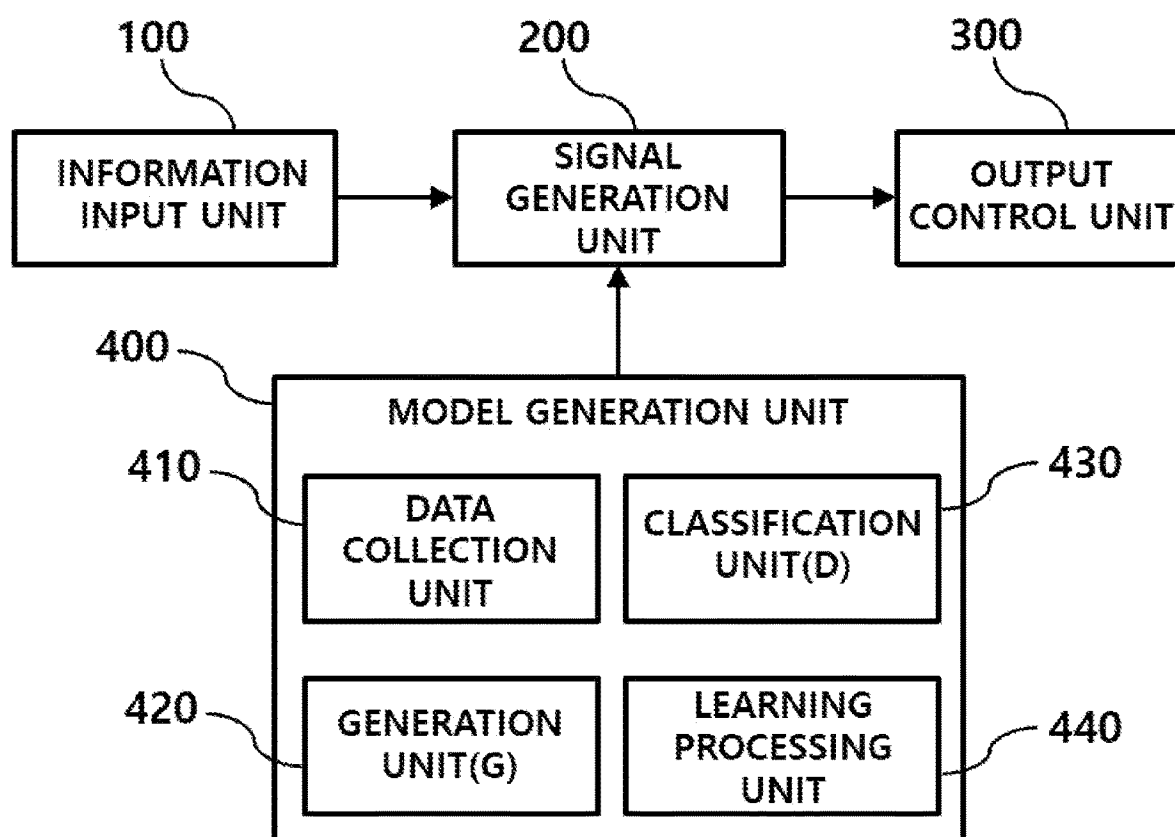 100
200
300
INFORMATION
INPUT UNIT
SIGNAL
GENERATION
UNIT
OUTPUT
CONTROL UNIT
400
MODEL GENERATION UNIT
410
DATA
COLLECTION
UNIT
430
CLASSIFICATION
UNIT(D)
420
GENERATION
UNIT(G)
LEARNING
PROCESSING
UNIT
440